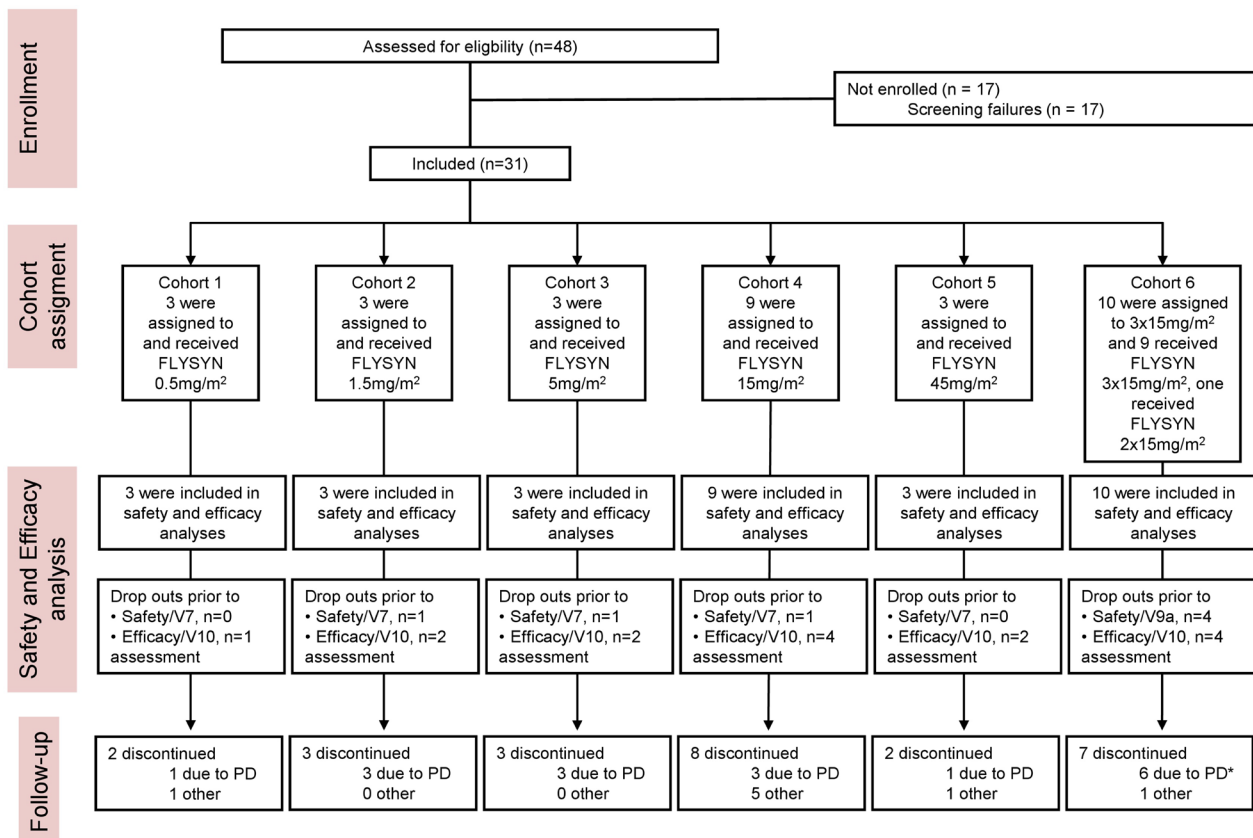 Enrollment
Assessed for eligbility (n=48)
Not enrolled (n = 17)
Screening failures (n = 17)
Included (n=31)
Cohort
assigment
Cohort 1
3 were
assigned to
and received
FLYSYN
0.5mg/m²
Cohort 2
3 were
assigned to
and received
FLYSYN
1.5mg/m²
Cohort 3
3 were
assigned to
and received
FLYSYN
5mg/m²
Cohort 4
9 were
assigned to
and received
FLYSYN
15mg/m²
Cohort 5
3 were
assigned to
and received
FLYSYN
45mg/m²
Cohort 6
10 were assigned
to 3x15mg/m²
and 9 received
FLYSYN
3x15mg/m², one
received
FLYSYN
2x15mg/m²
Safety and Efficacy
analysis
3 were included in
safety and efficacy
analyses
3 were included in
safety and efficacy
analyses
3 were included in
safety and efficacy
analyses
9 were included in
safety and efficacy
analyses
3 were included in
safety and efficacy
analyses
10 were included in
safety and efficacy
analyses
Drop outs prior to
• Safety/V7, n=0
• Efficacy/V10, n=1
assessment
Drop outs prior to
• Safety/V7, n=1
• Efficacy/V10, n=2
assessment
Drop outs prior to
• Safety/V7, n=1
• Efficacy/V10, n=2
assessment
Drop outs prior to
• Safety/V7, n=1
• Efficacy/V10, n=4
assessment
Drop outs prior to
• Safety/V7, n=0
• Efficacy/V10, n=2
assessment
Drop outs prior to
• Safety/V9a, n=4
• Efficacy/V10, n=4
assessment
Follow-up
2 discontinued
1 due to PD
1 other
3 discontinued
3 due to PD
0 other
3 discontinued
3 due to PD
0 other
8 discontinued
3 due to PD
5 other
2 discontinued
1 due to PD
1 other
7 discontinued
6 due to PD*
1 other